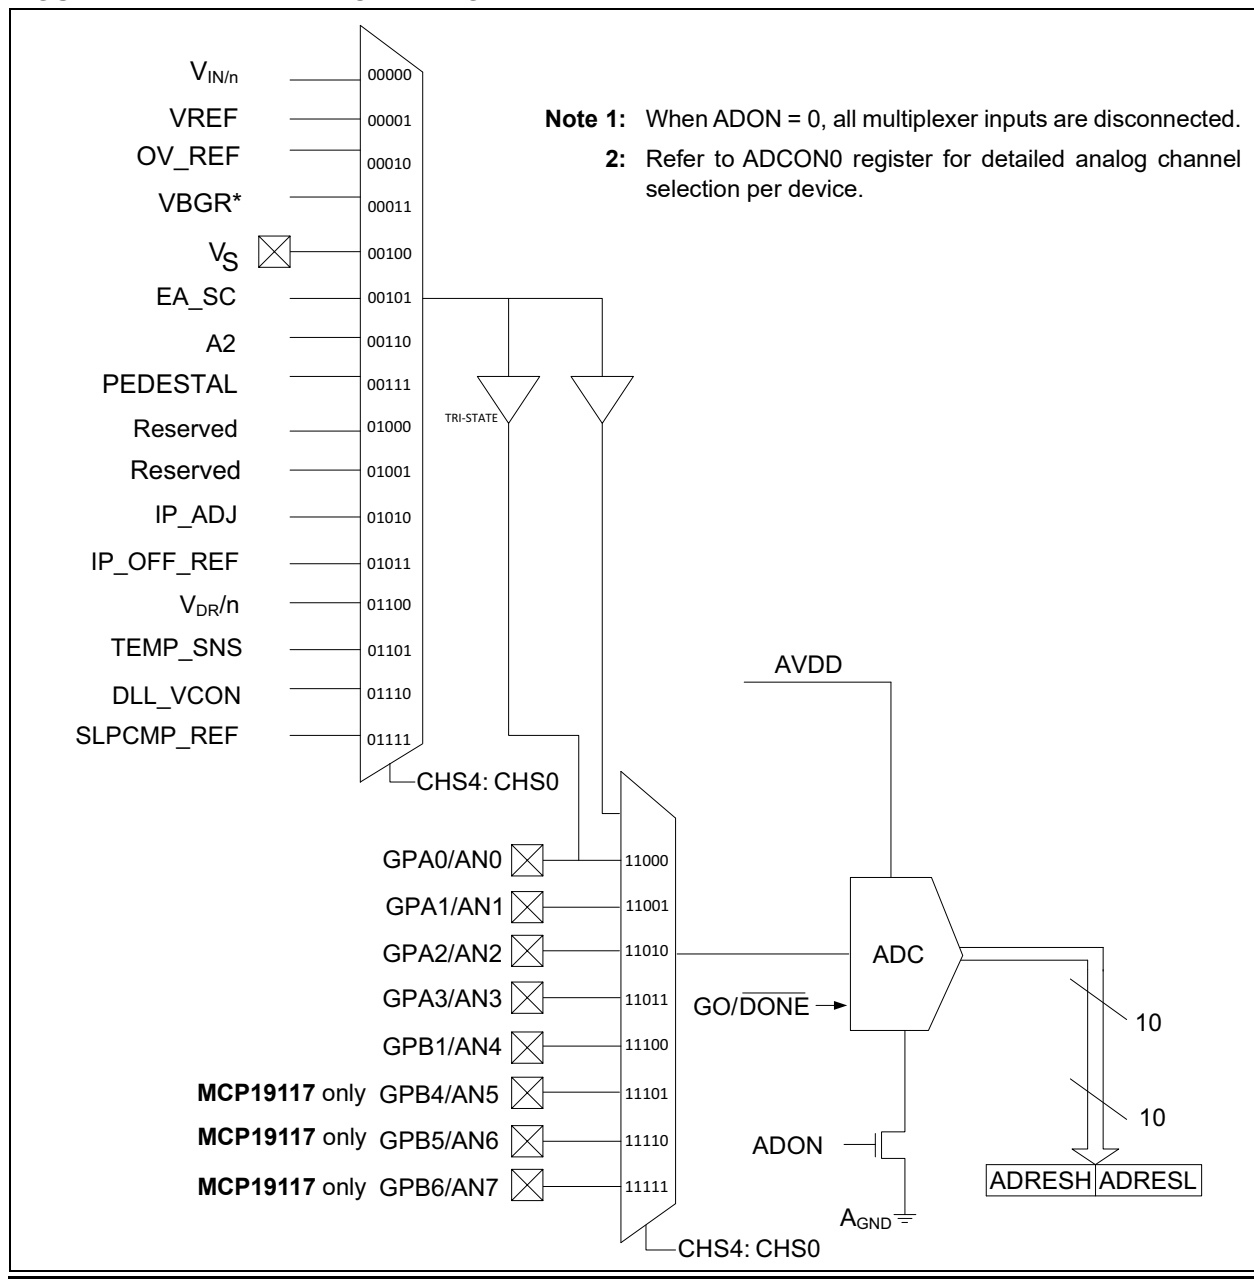 V_IN/n 00000
VREF 00001
OV_REF 00010
VBGR* 00011
V_S 00100
EA_SC 00101
A2 00110
PEDESTAL 00111
Reserved 01000
Reserved 01001
IP_ADJ 01010
IP_OFF_REF 01011
V_DR/n 01100
TEMP_SNS 01101
DLL_VCON 01110
SLPCMP_REF 01111
CHS4: CHS0
Note 1: When ADON = 0, all multiplexer inputs are disconnected.
2: Refer to ADCON0 register for detailed analog channel
selection per device.
TRI-STATE
GPA0/AN0 11000
GPA1/AN1 11001
GPA2/AN2 11010
GPA3/AN3 11011
GPB1/AN4 11100
MCP19117 only GPB4/AN5 11101
MCP19117 only GPB5/AN6 11110
MCP19117 only GPB6/AN7 11111
CHS4: CHS0
AVDD
ADC
GO/DONE
10
10
ADON
A_GND
ADRESH ADRESL